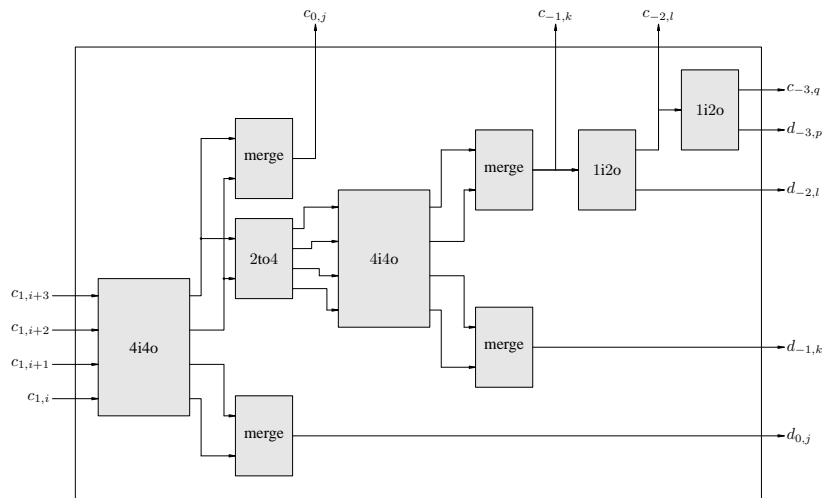 c_{0,j} c_{-1,k} c_{-2,l}
c_{-3,q}
1i2o
d_{-3,p}
merge
merge
1i2o
d_{-2,l}
2to4
4i4o
c_{1,i+3}
c_{1,i+2}
4i4o
merge
d_{-1,k}
c_{1,i+1}
c_{1,i}
merge
d_{0,j}